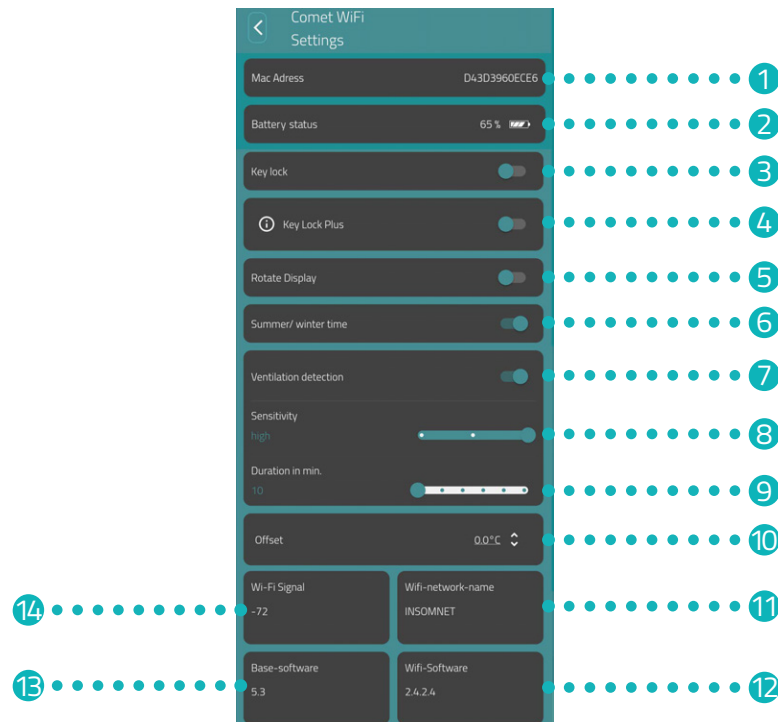 Comet WiFi
Settings
Mac Adress D43D3960ECE6 1
Battery status 65 % 2
Key lock 3
Key Lock Plus 4
Rotate Display 5
Summer/ winter time 6
Ventilation detection 7
Sensitivity
high 8
Duration in min.
10 9
Offset 0.0°C 10
Wi-Fi Signal Wifi-network-name
14 -72 INSOMNET 11
Base-software Wifi-Software
13 5.3 2.4.2.4 12